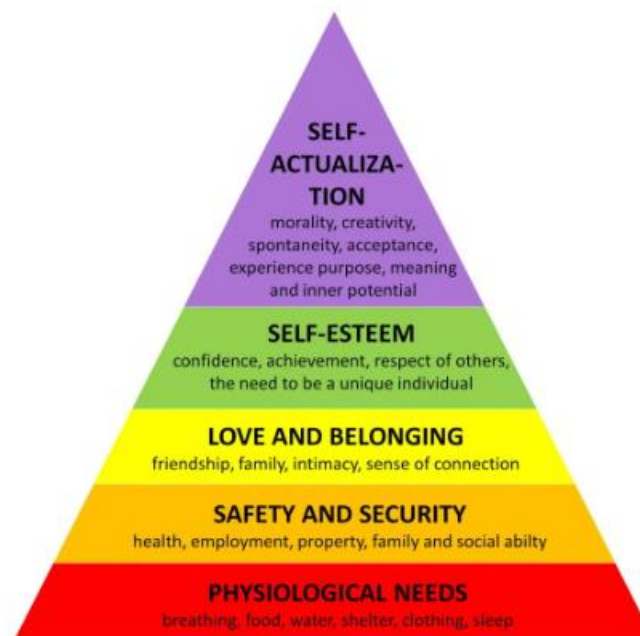 SELF-
ACTUALIZA-
TION
morality, creativity,
spontaneity, acceptance,
experience purpose, meaning
and inner potential
SELF-ESTEEM
confidence, achievement, respect of others,
the need to be a unique individual
LOVE AND BELONGING
friendship, family, intimacy, sense of connection
SAFETY AND SECURITY
health, employment, property, family and social abilty
PHYSIOLOGICAL NEEDS
breathing, food, water, shelter, clothing, sleep